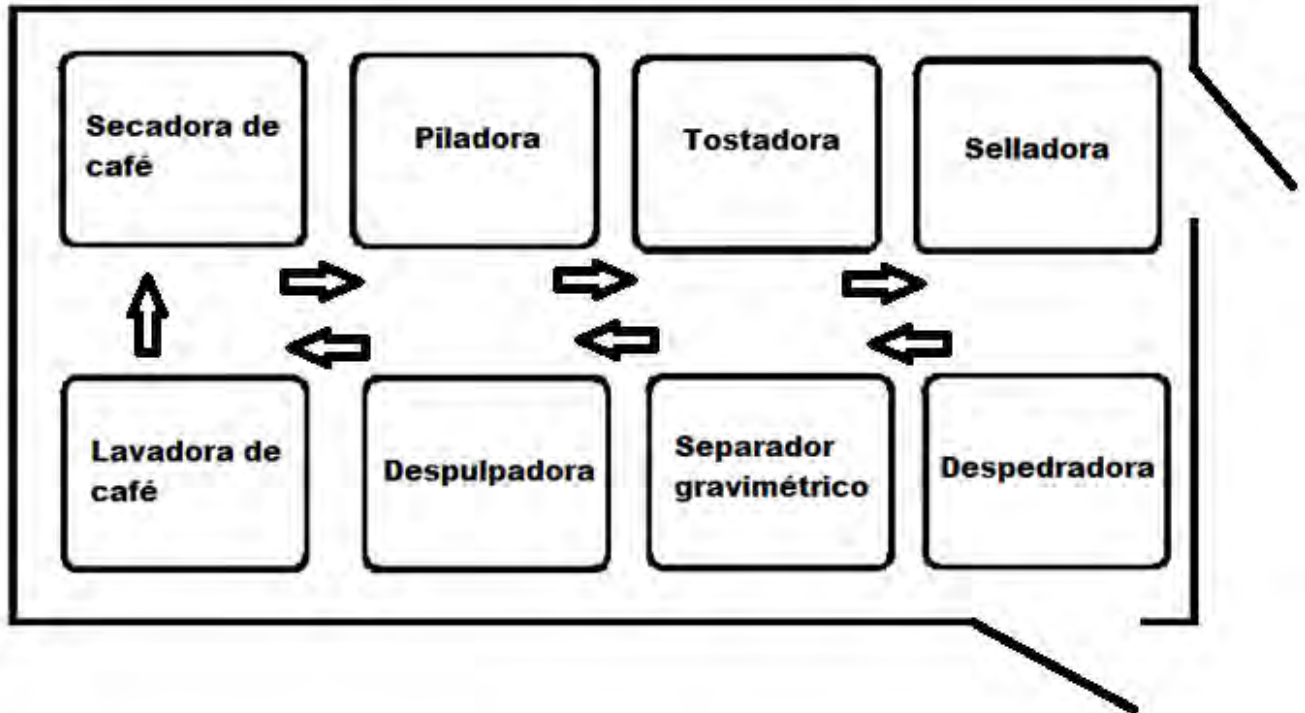 Secadora de
café
Piladora
Tostadora
Selladora
Lavadora de
café
Despulpadora
Separador
gravimétrico
Despedradora